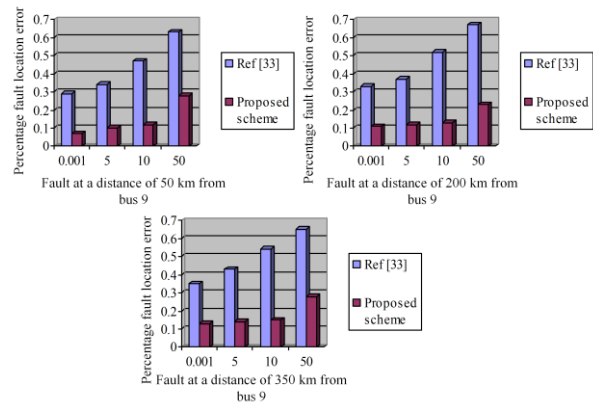 Percentage fault location error
0.7
0.6
0.5
0.4
0.3
0.2
0.1
0
0.001 5 10 50
Fault at a distance of 50 km from
bus 9
Ref [33]
Proposed
scheme
Percentage fault location error
0.7
0.6
0.5
0.4
0.3
0.2
0.1
0
0.001 5 10 50
Fault at a distance of 200 km from
bus 9
Ref [33]
Proposed
scheme
Percentage fault location error
0.7
0.6
0.5
0.4
0.3
0.2
0.1
0
0.001 5 10 50
Fault at a distance of 350 km from
bus 9
Ref [33]
Proposed
scheme